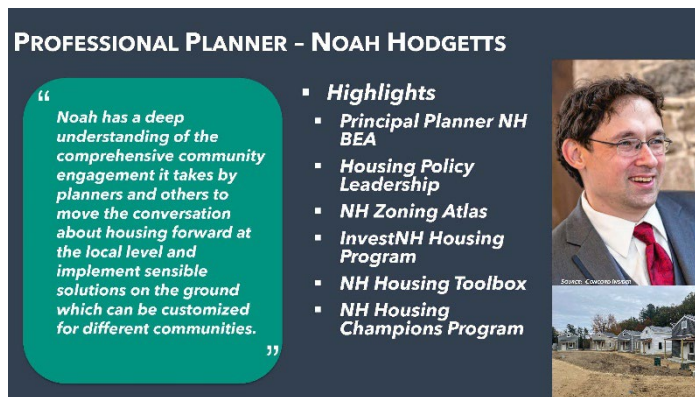 PROFESSIONAL PLANNER – NOAH HODGETTS
“
Noah has a deep
understanding of the
comprehensive community
engagement it takes by
planners and others to
move the conversation
about housing forward at
the local level and
implement sensible
solutions on the ground
which can be customized
for different communities.
”
▪ Highlights
▪ Principal Planner NH
BEA
▪ Housing Policy
Leadership
▪ NH Zoning Atlas
▪ InvestNH Housing
Program
▪ NH Housing Toolbox
▪ NH Housing
Champions Program
SOURCE: CONCORD INSIDER